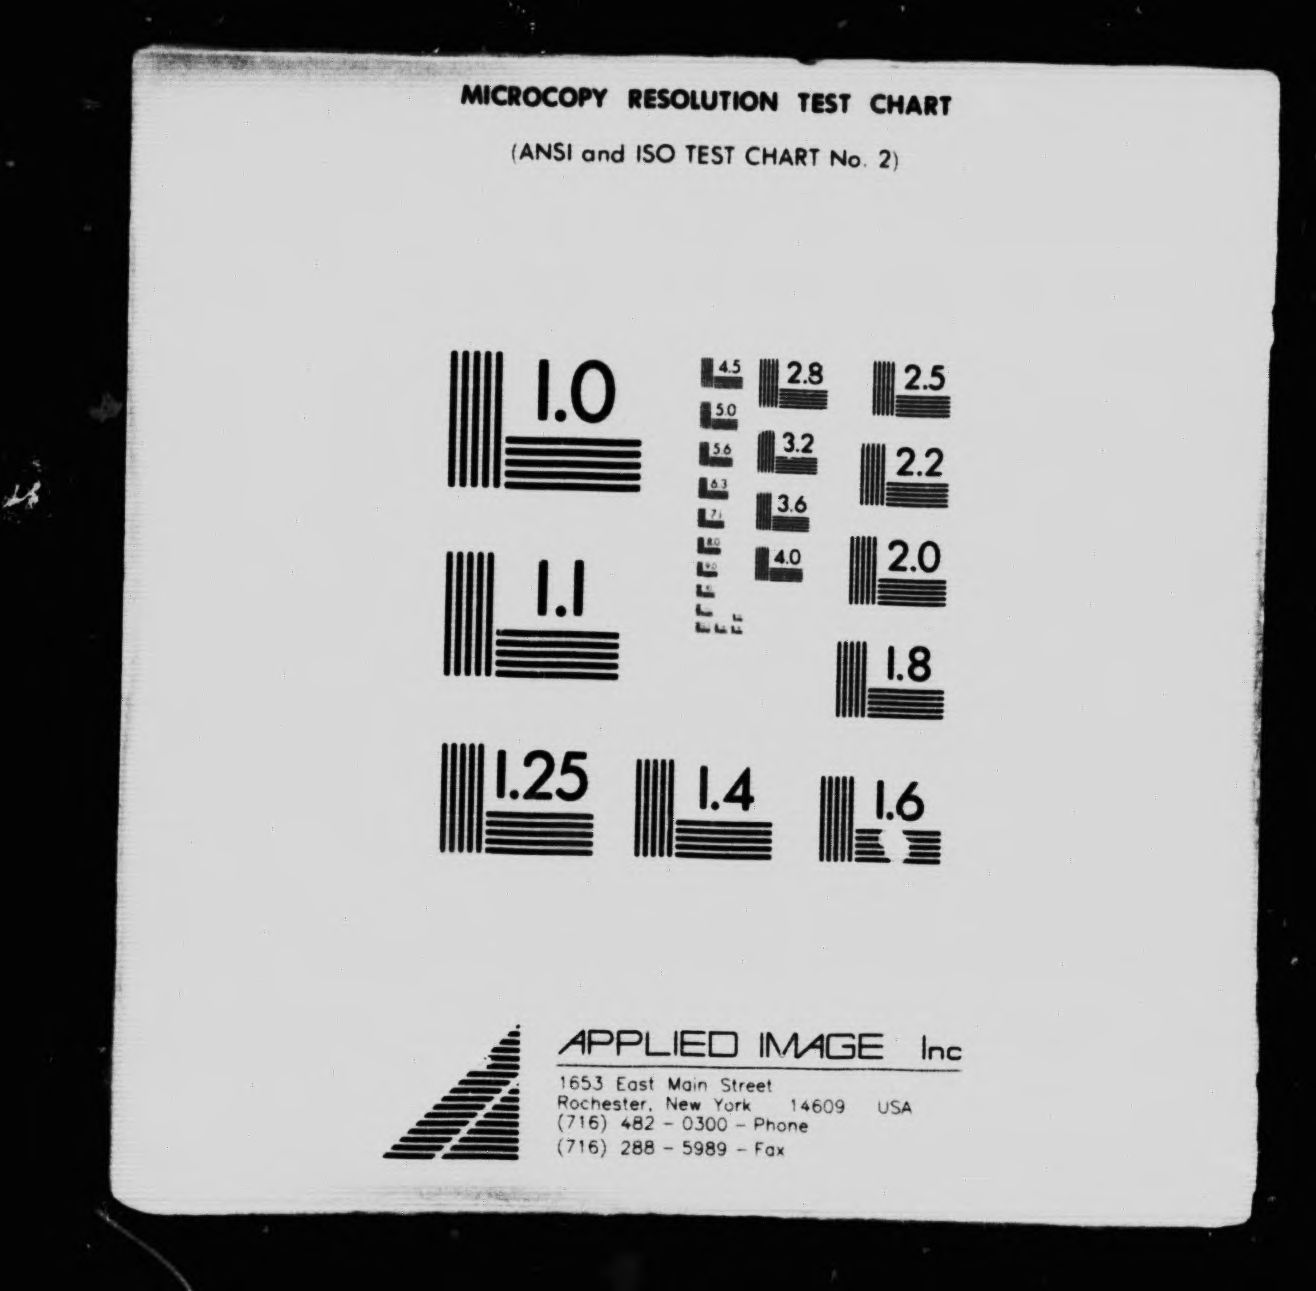 MICROCOPY RESOLUTION TEST CHART
(ANSI and ISO TEST CHART No. 2)
1.0
1.1
1.25
1.4
1.6
1.8
2.0
2.2
2.5
2.8
3.2
3.6
4.0
4.5
5.0
5.6
6.3
7.1
8.0
9.0
APPLIED IMAGE Inc
1653 East Main Street
Rochester, New York 14609 USA
(716) 482 - 0300 - Phone
(716) 288 - 5989 - Fax